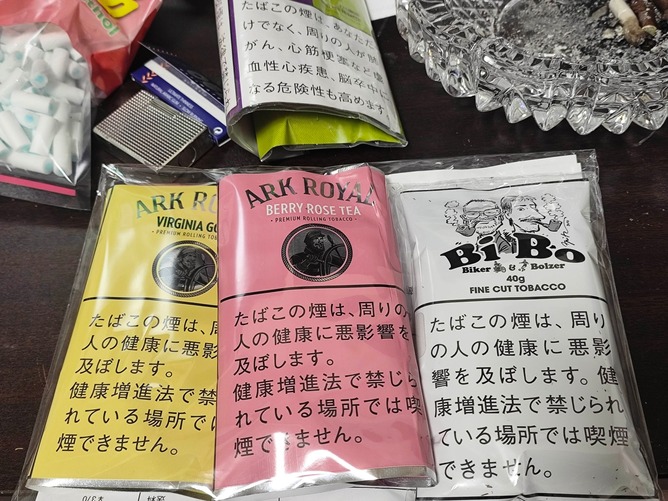 たばこの煙は、あなただ
けでなく、周りの人が肺
がん、心筋梗塞など虚
血性心疾患、脳卒中に
なる危険性も高めます。
ARK RO
VIRGINIA GO
PREMIUM ROLLING TOB
たばこの煙は、周
人の健康に悪影
及ぼします。
健康増進法で禁
れている場所で
煙できません。
ARK ROYAL
BERRY ROSE TEA
PREMIUM ROLLING TOBACCO
たばこの煙は、周りの
人の健康に悪影響を
及ぼします。
健康増進法で禁じら
れている場所では喫
煙できません。
BiBo
Biker & Bolzer
40g
FINE CUT TOBACCO
たばこの煙は、周り
の人の健康に悪影
響を及ぼします。健
康増進法で禁じられ
ている場所では喫煙
できません。